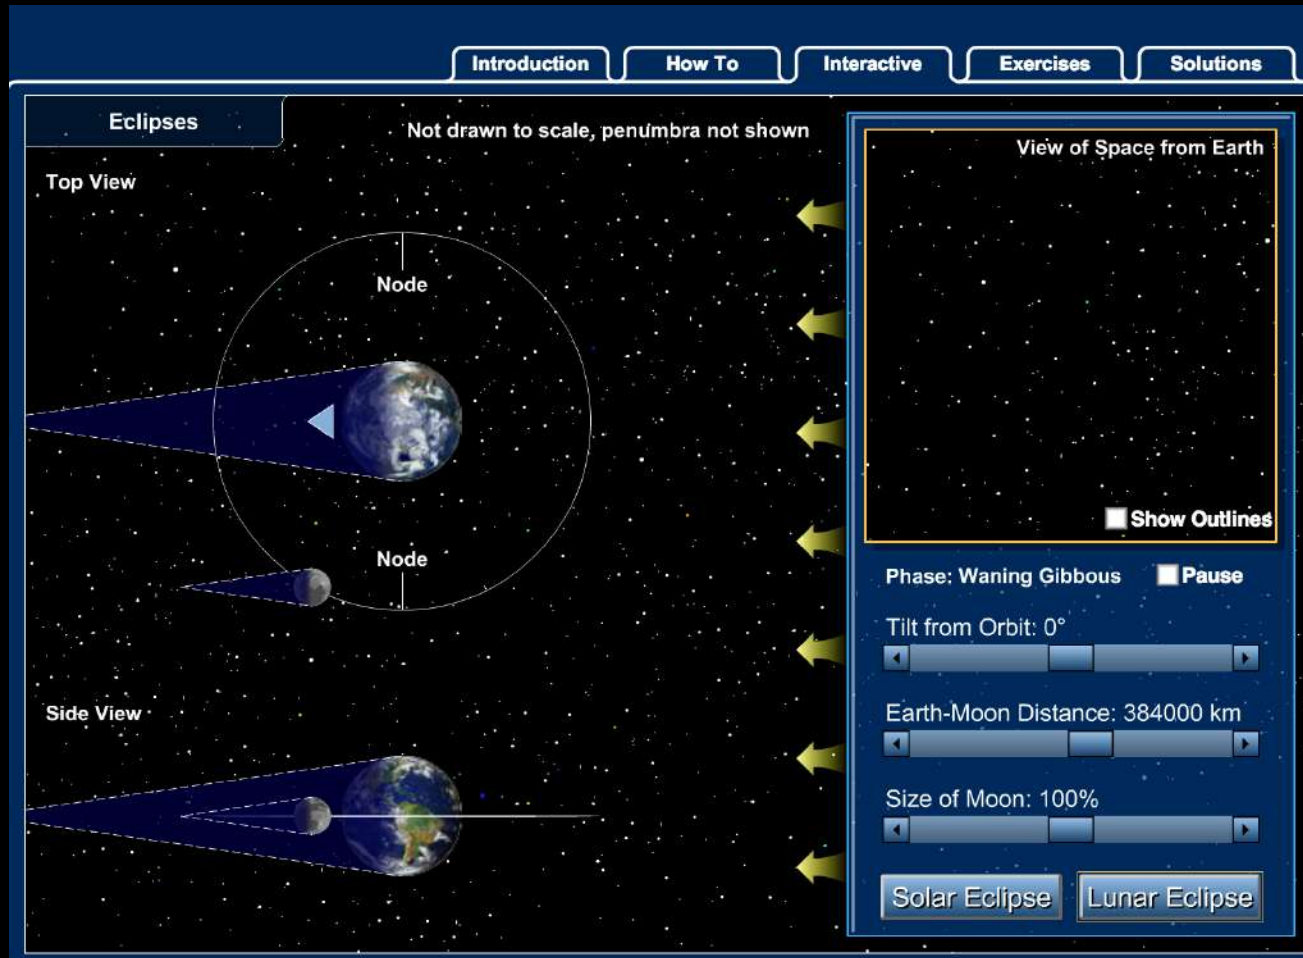 Introduction
How To
Interactive
Exercises
Solutions
Eclipses
Not drawn to scale, penumbra not shown
Top View
Node
Node
Side View
View of Space from Earth
Show Outlines
Phase: Waning Gibbous
Pause
Tilt from Orbit: 0°
Earth-Moon Distance: 384000 km
Size of Moon: 100%
Solar Eclipse
Lunar Eclipse